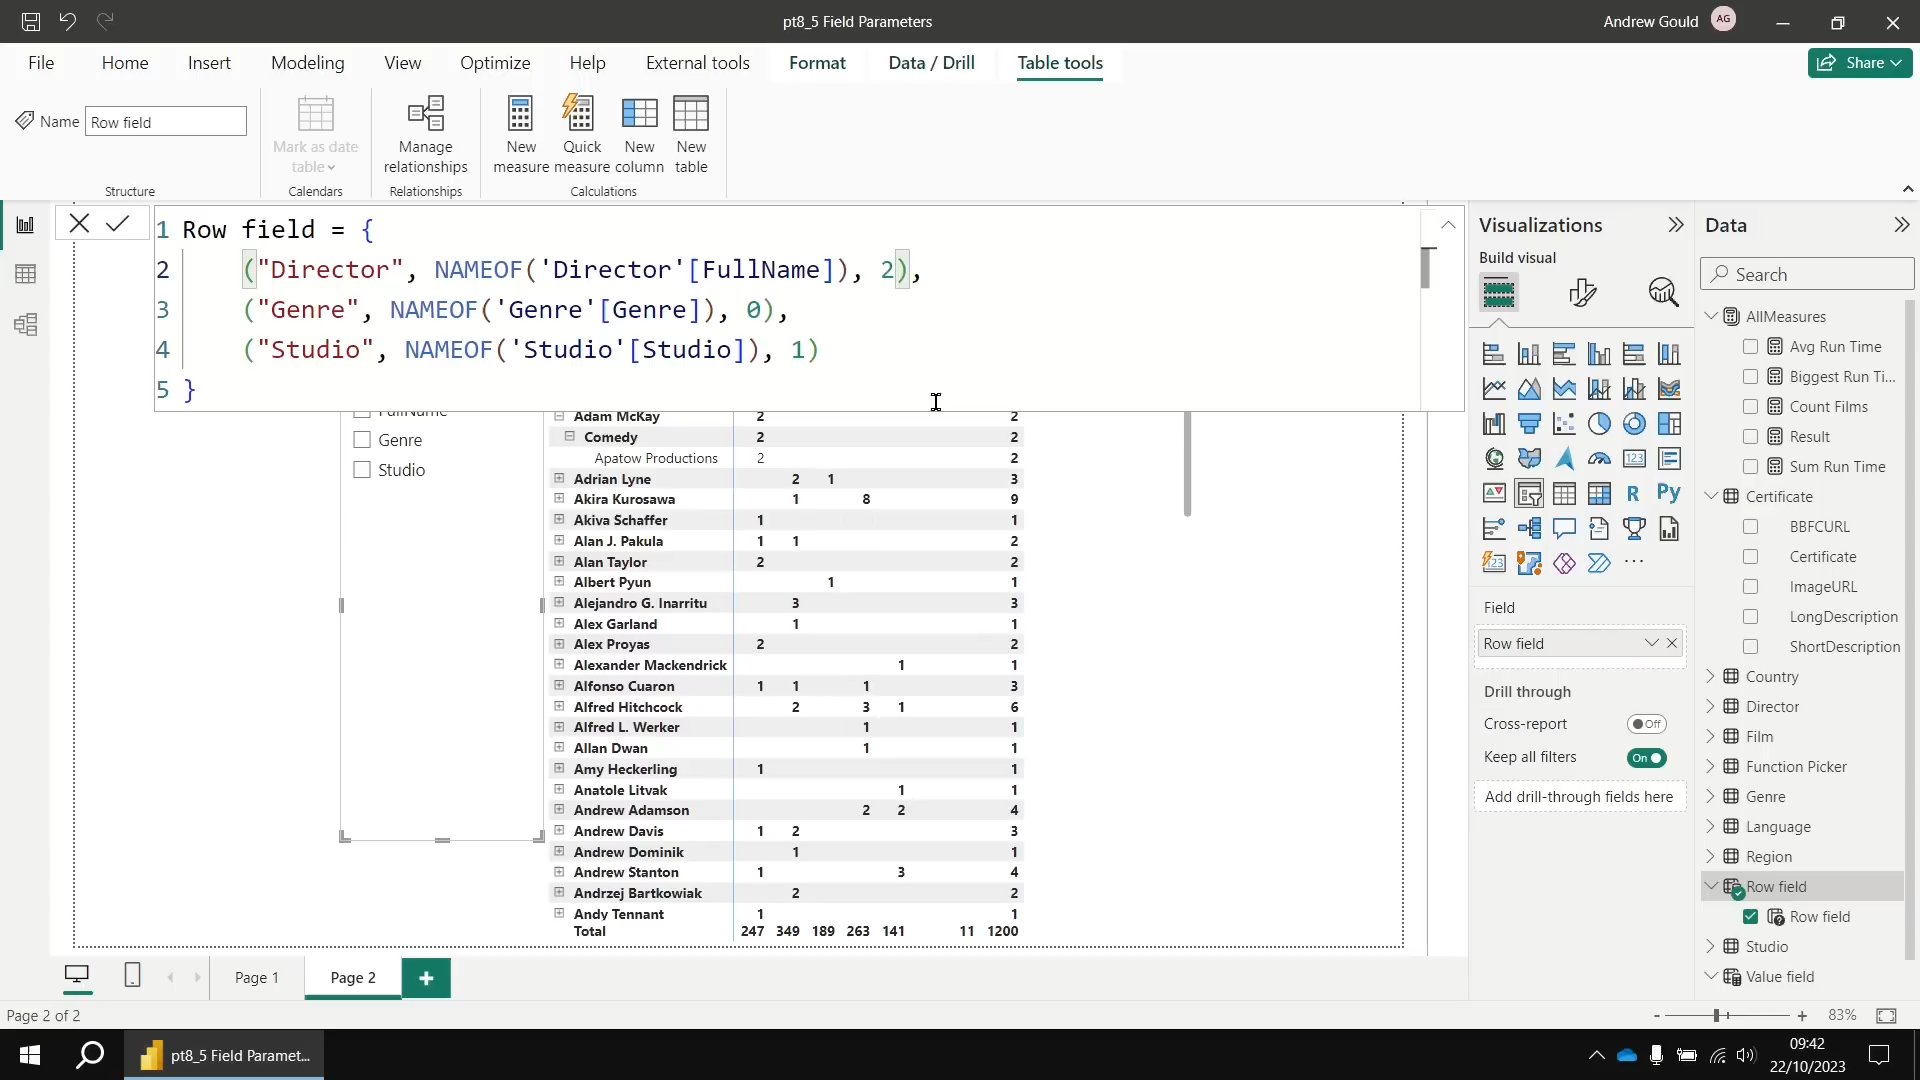 pt8_5 Field Parameters
Andrew Gould AG
File Home Insert Modeling View Optimize Help External tools Format Data / Drill Table tools Share
Name Row field
Mark as date table
Manage relationships
New measure
Quick measure
New column
New table
Structure Calendars Relationships Calculations
1 Row field = {
2 ("Director", NAMEOF('Director'[FullName]), 2),
3 ("Genre", NAMEOF('Genre'[Genre]), 0),
4 ("Studio", NAMEOF('Studio'[Studio]), 1)
5 }
FullName
Genre
Studio
Adam McKay 2 2
Comedy 2 2
Apatow Productions 2 2
Adrian Lyne 2 1 3
Akira Kurosawa 1 8 9
Akiva Schaffer 1 1
Alan J. Pakula 1 1 2
Alan Taylor 2 2
Albert Pyun 1 1
Alejandro G. Inarritu 3 3
Alex Garland 1 1
Alex Proyas 2 2
Alexander Mackendrick 1 1
Alfonso Cuaron 1 1 1 3
Alfred Hitchcock 2 3 1 6
Alfred L. Werker 1 1
Allan Dwan 1 1
Amy Heckerling 1 1
Anatole Litvak 1 1
Andrew Adamson 2 2 4
Andrew Davis 1 2 3
Andrew Dominik 1 1
Andrew Stanton 1 3 4
Andrzej Bartkowiak 2 2
Andy Tennant 1 1
Total 247 349 189 263 141 11 1200
Visualizations
Build visual
123
R
Py
123
Field
Row field
Drill through
Cross-report Off
Keep all filters On
Add drill-through fields here
Data
Search
AllMeasures
Avg Run Time
Biggest Run Ti...
Count Films
Result
Sum Run Time
Certificate
BBFCURL
Certificate
ImageURL
LongDescription
ShortDescription
Country
Director
Film
Function Picker
Genre
Language
Region
Row field
Row field
Studio
Value field
Page 1 Page 2 +
Page 2 of 2
- + 83%
pt8_5 Field Paramet...
09:42
22/10/2023